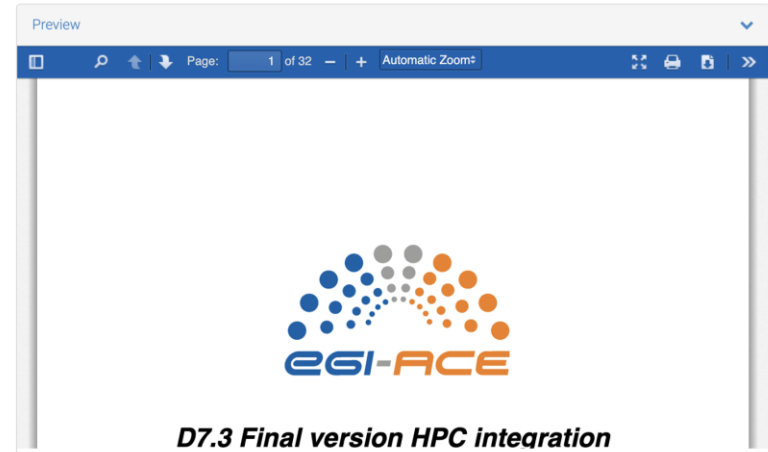 Preview
Page: 1 of 32 Automatic Zoom
EGI-ACE
D7.3 Final version HPC integration